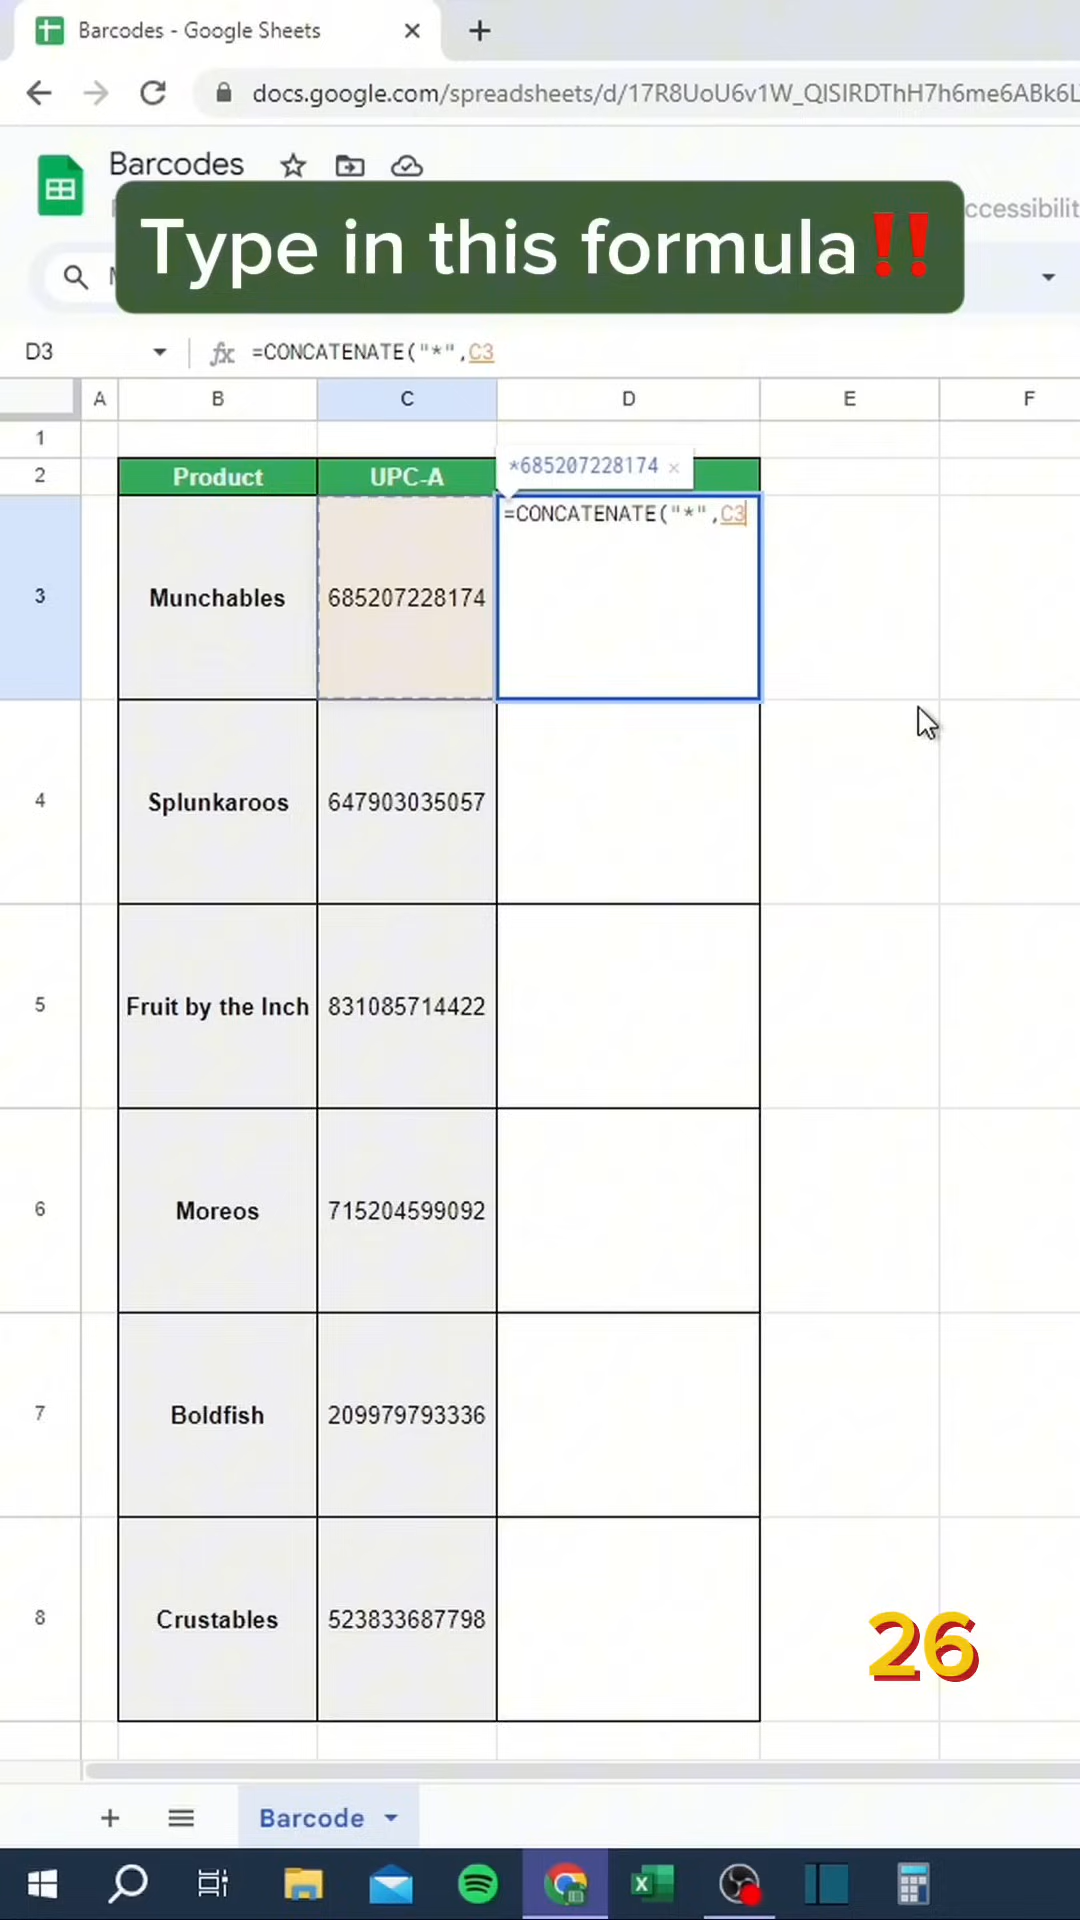 Barcodes - Google Sheets
docs.google.com/spreadsheets/d/17R8UoU6v1W_QISIRDThH7h6me6ABk6L
Barcodes
ccessibilit
Type in this formula‼️
D3
=CONCATENATE("*",C3
A B C D E F
1
2 Product UPC-A *685207228174 ×
3 Munchables 685207228174 =CONCATENATE("*",C3
4 Splunkaroos 647903035057
5 Fruit by the Inch 831085714422
6 Moreos 715204599092
7 Boldfish 209979793336
8 Crustables 523833687798
26
Barcode